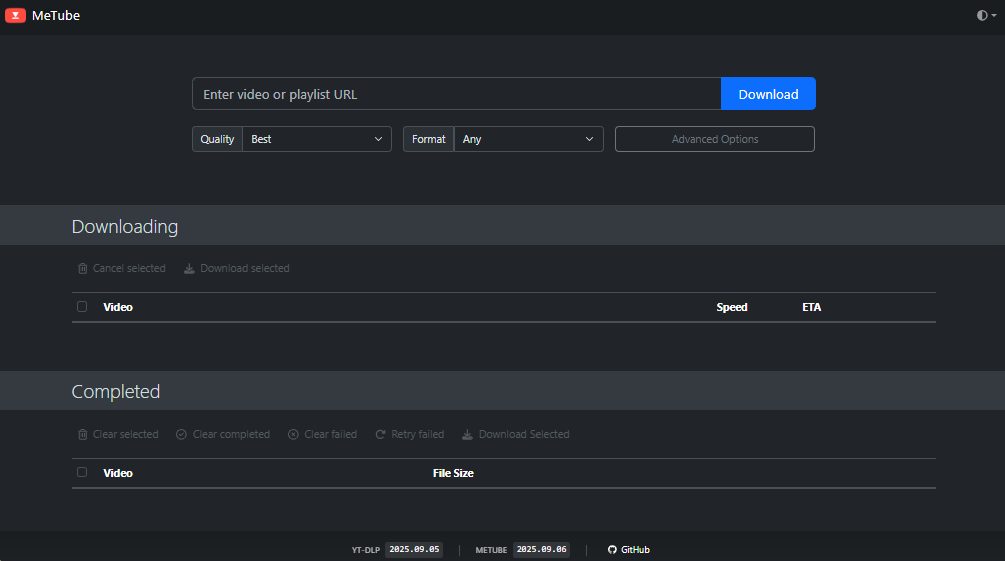 MeTube
Enter video or playlist URL Download
Quality Best Format Any Advanced Options
Downloading
Cancel selected Download selected
Video Speed ETA
Completed
Clear selected Clear completed Clear failed Retry failed Download Selected
Video File Size
YT-DLP 2025.09.05 | METUBE 2025.09.06 | GitHub